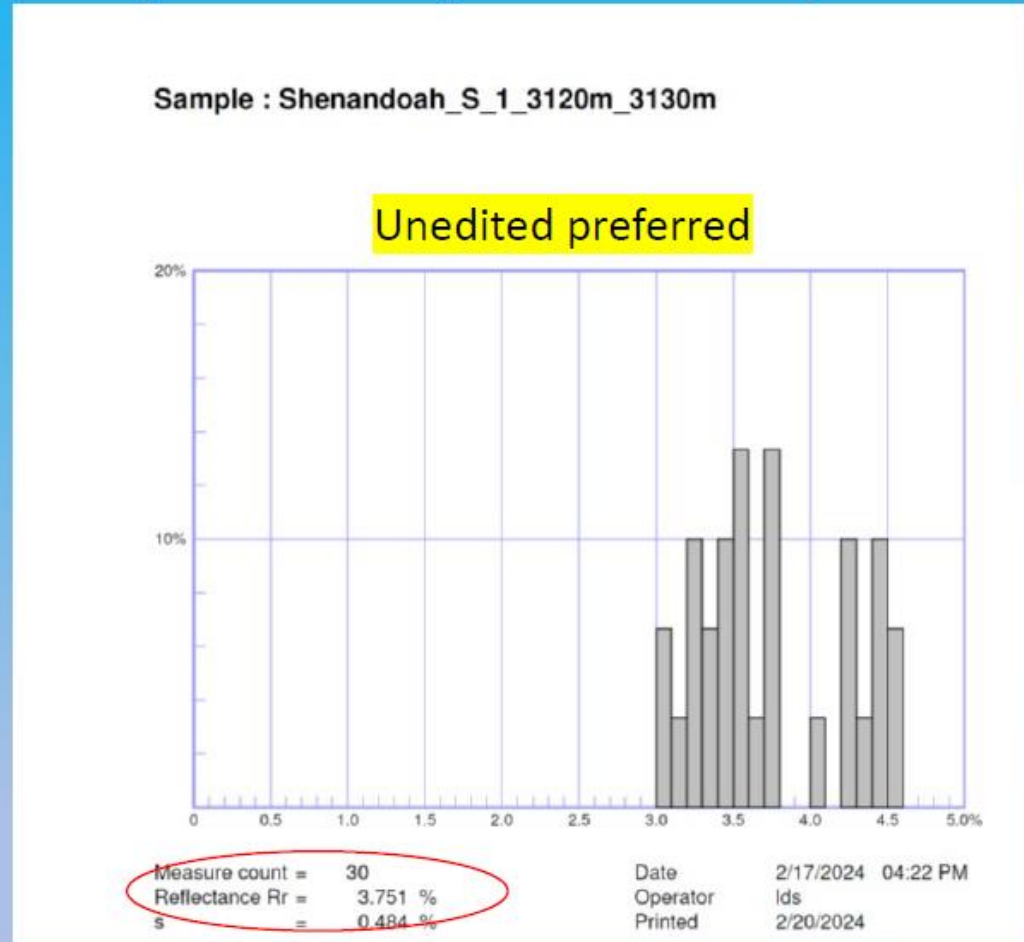 Sample : Shenandoah_S_1_3120m_3130m
Unedited preferred
20%
10%
0 0.5 1.0 1.5 2.0 2.5 3.0 3.5 4.0 4.5 5.0%
Measure count = 30 Date 2/17/2024 04:22 PM
Reflectance Rr = 3.751 % Operator lds
s = 0.484 % Printed 2/20/2024